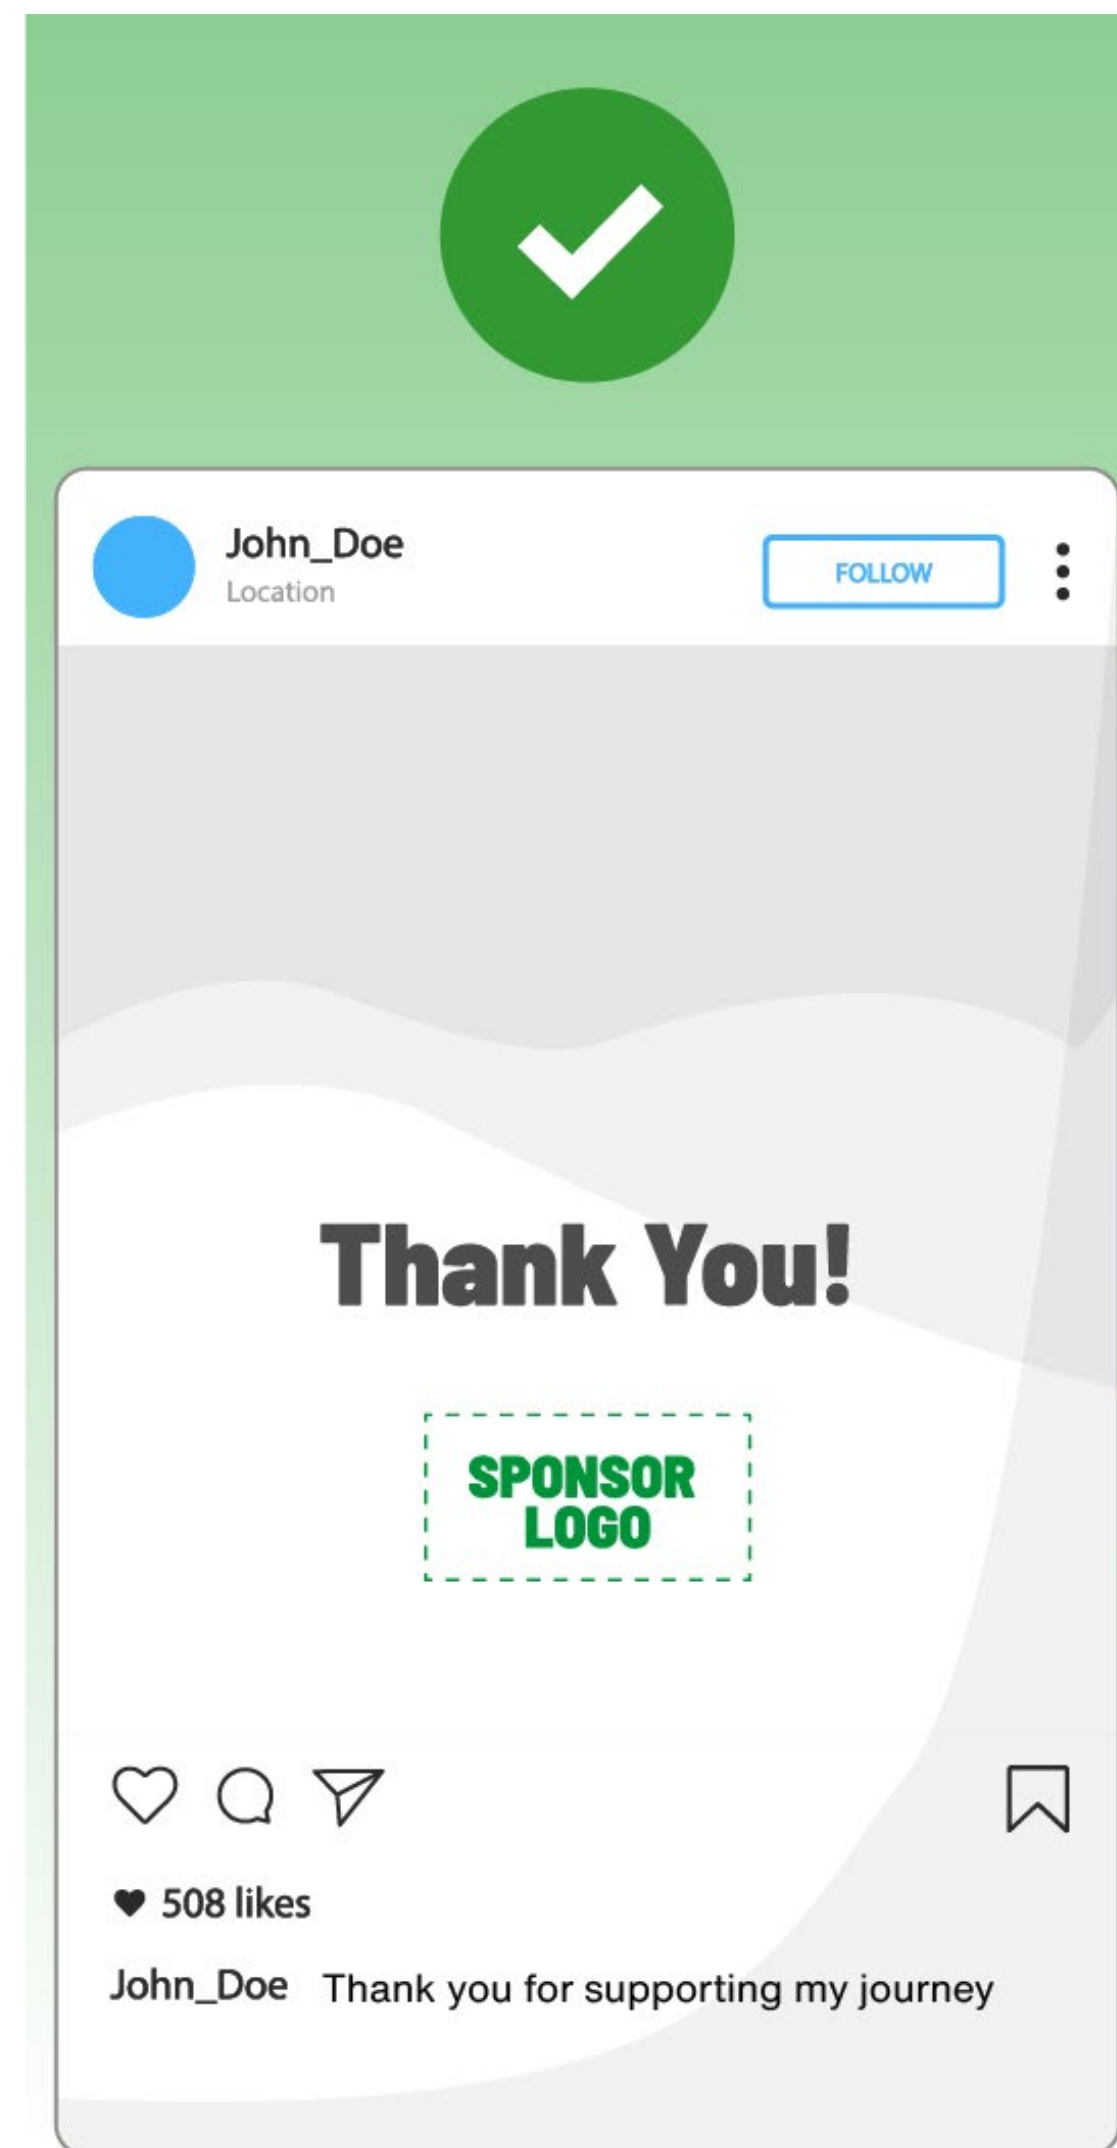 John_Doe
Location
FOLLOW
Thank You!
SPONSOR
LOGO
508 likes
John_Doe Thank you for supporting my journey